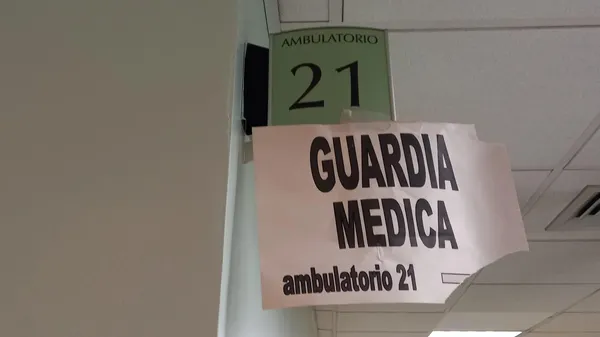 AMBULATORIO
21
GUARDIA
MEDICA
ambulatorio 21